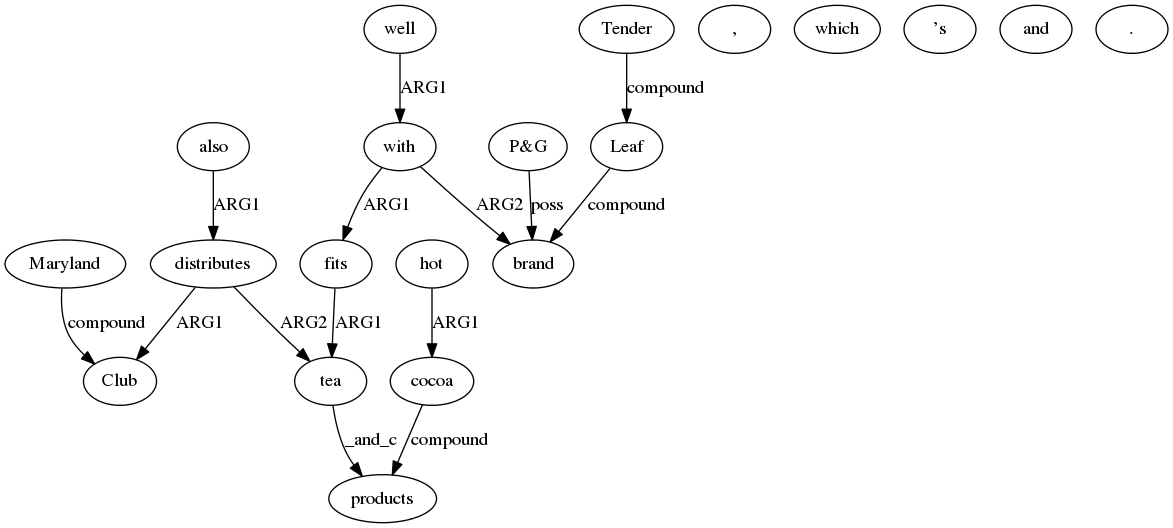 well Tender , which ’s and .
ARG1 compound
also with P&G Leaf
ARG1 ARG1 ARG2 poss compound
Maryland distributes fits hot brand
compound ARG1 ARG2 ARG1 ARG1
Club tea cocoa
_and_c compound
products